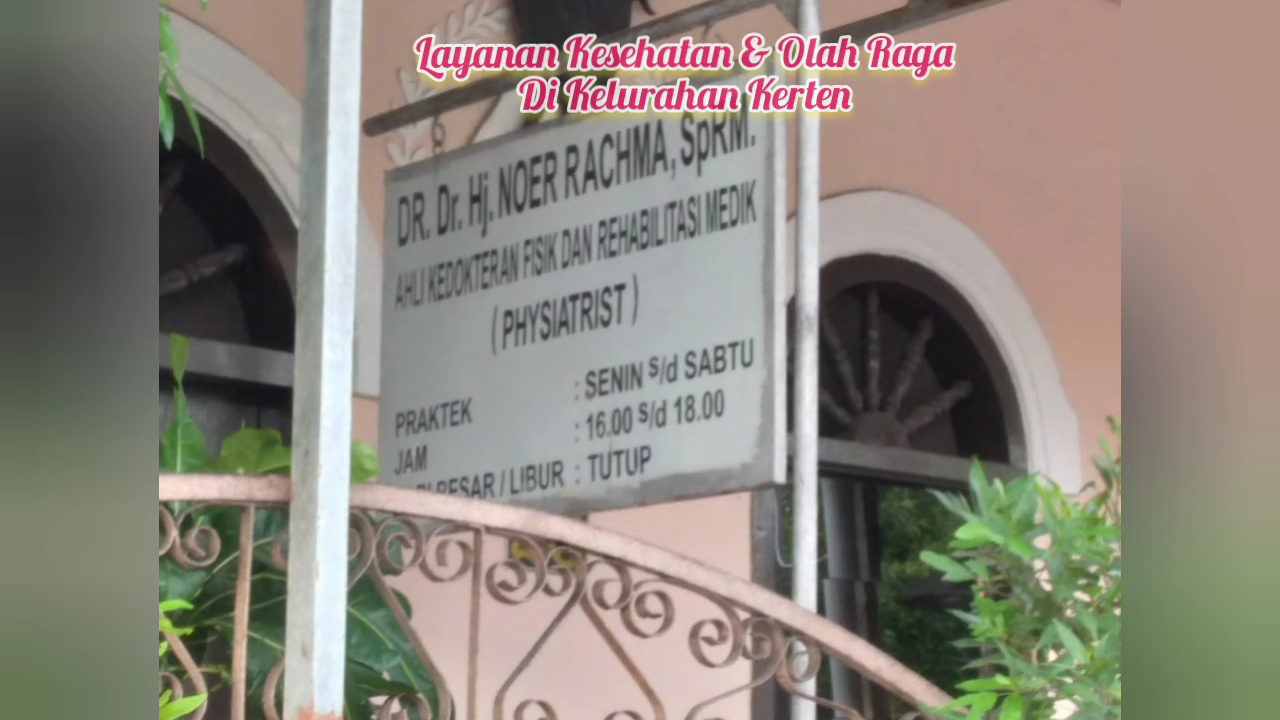 Layanan Kesehatan & Olah Raga
Di Kelurahan Kerten
DR. Dr. Hj. NOER RACHMA, SpRM.
AHLI KEDOKTERAN FISIK DAN REHABILITASI MEDIK
( PHYSIATRIST )
PRAKTEK : SENIN s/d SABTU
JAM : 16.00 s/d 18.00
BESAR / LIBUR : TUTUP